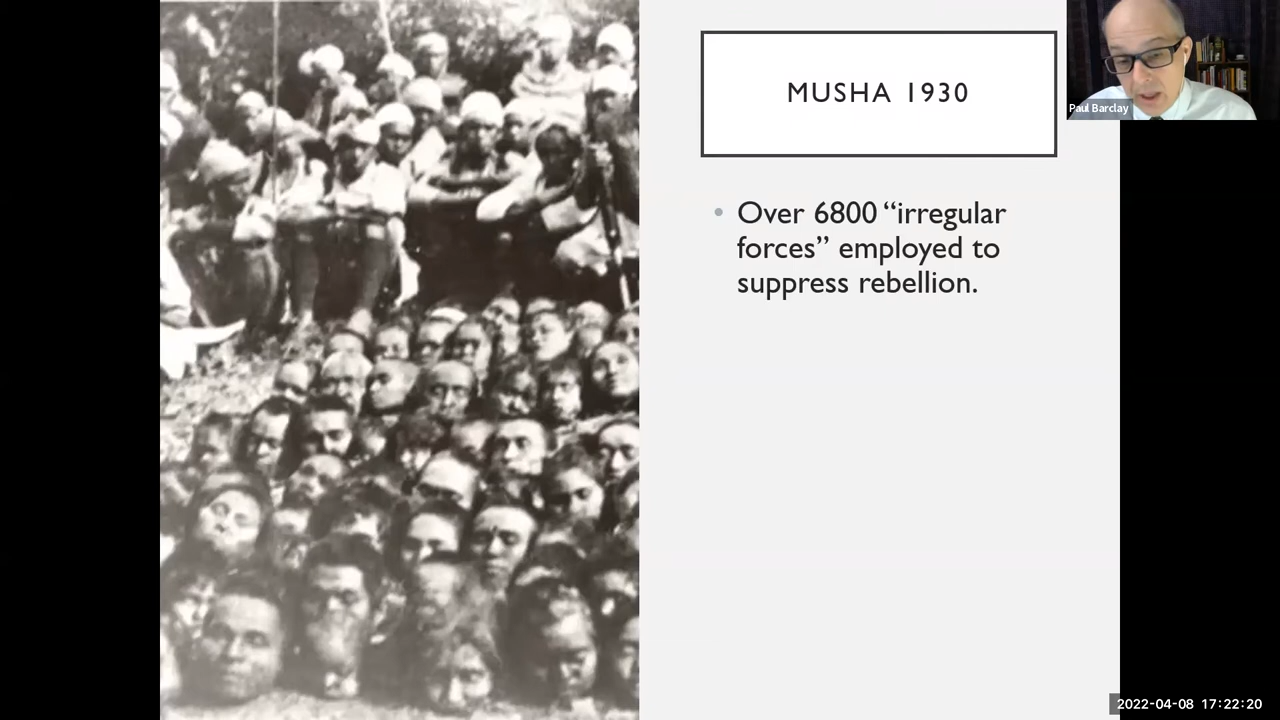 MUSHA 1930
Paul Barclay
• Over 6800 “irregular
forces” employed to
suppress rebellion.
2022-04-08 17:22:20